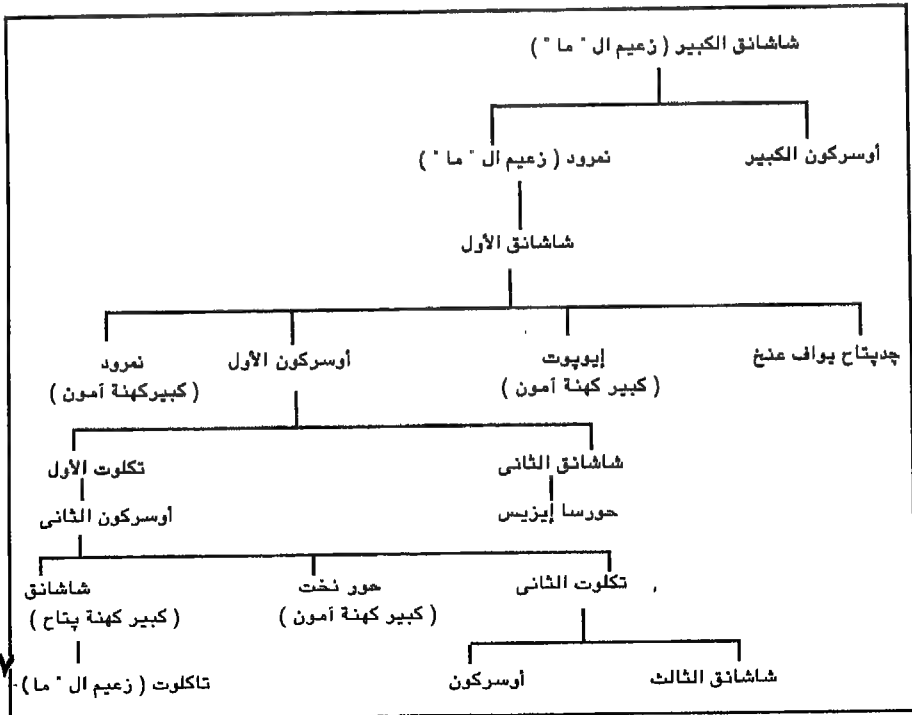 شاشانق الكبير ( زعيم ال " ما " )
أوسركون الكبير
نمرود ( زعيم ال " ما " )
شاشانق الأول
چدپتاح يواف عنخ
إيوپوت
( كبير كهنة آمون )
أوسركون الأول
نمرود
( كبيركهنة آمون )
شاشانق الثانى
تكلوت الأول
حورسا إيزيس
أوسركون الثانى
تكلوت الثانى
حور نخت
( كبير كهنة آمون )
شاشانق
( كبير كهنة پتاح )
شاشانق الثالث
أوسركون
تاكلوت ( زعيم ال " ما )